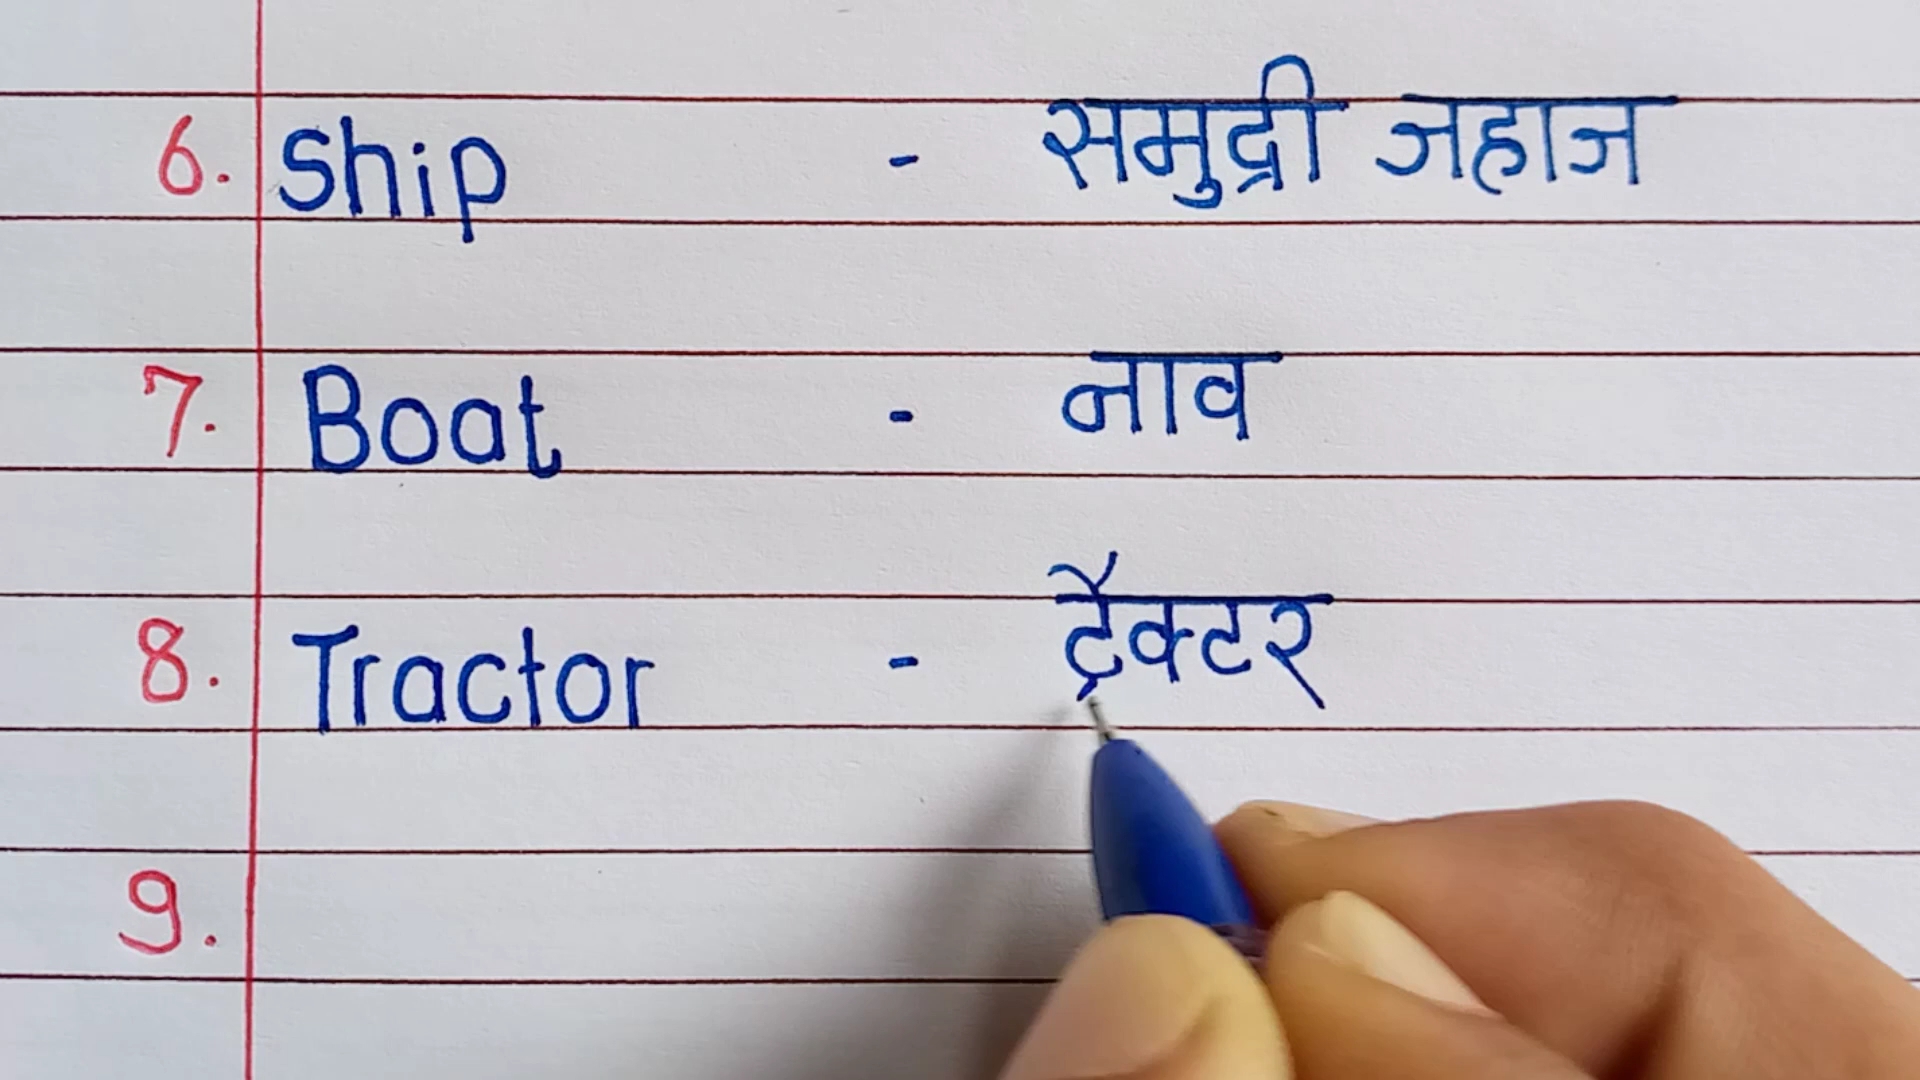 6. Ship - समुद्री जहाज
7. Boat - नाव
8. Tractor - ट्रैक्टर
9.